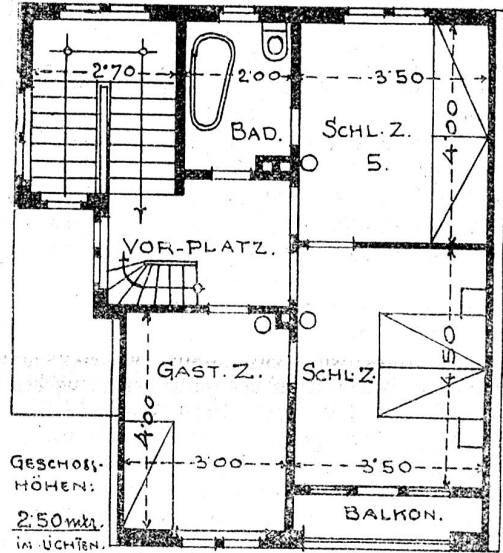 2.70
2.00
3.50
BAD.
SCHL.Z.
5.
4.00
VOR-PLATZ.
GAST.Z.
SCHL.Z.
4.00
4.50
3.00
3.50
BALKON.
GESCHOSS-
HÖHEN:
2.50 mtr.
IM LICHTEN.